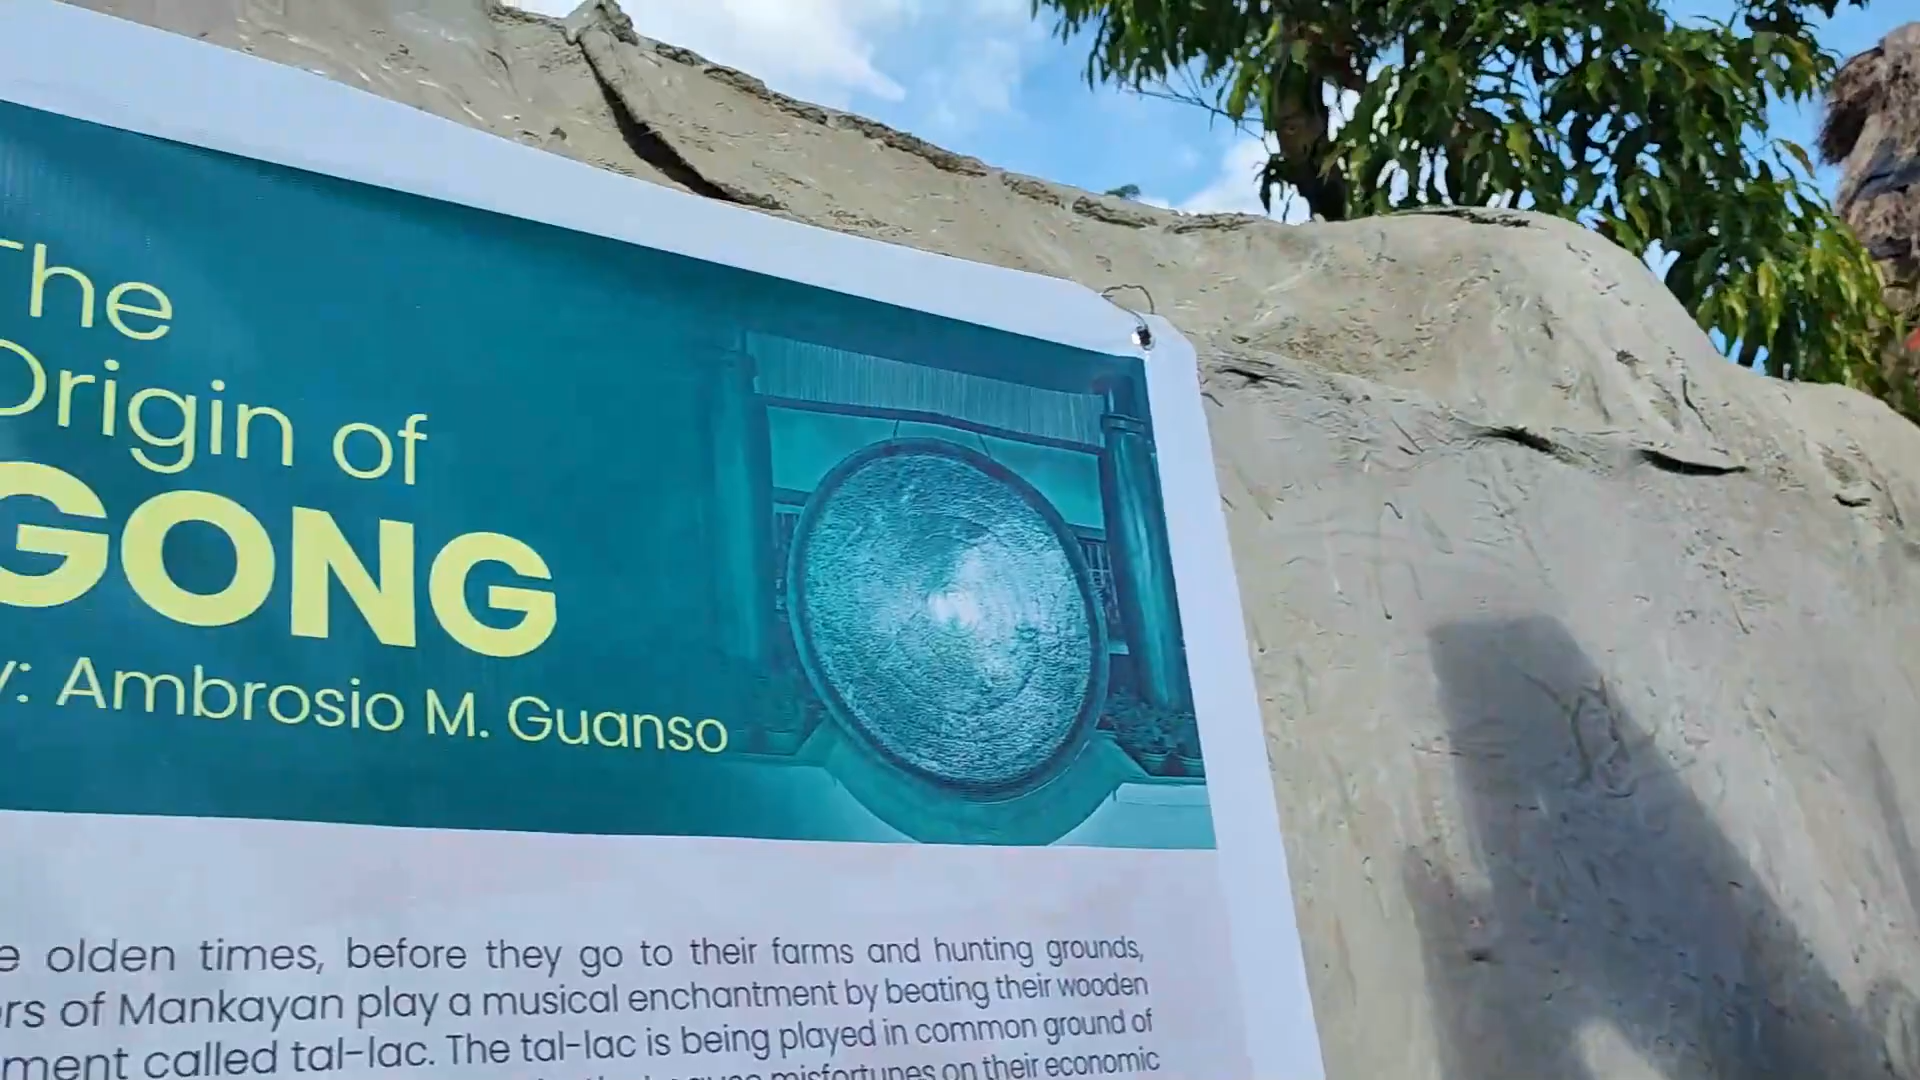 The
Origin of
GONG
y: Ambrosio M. Guanso
olden times, before they go to their farms and hunting grounds,
rs of Mankayan play a musical enchantment by beating their wooden
ment called tal-lac. The tal-lac is being played in common ground of
misfortunes on their economic